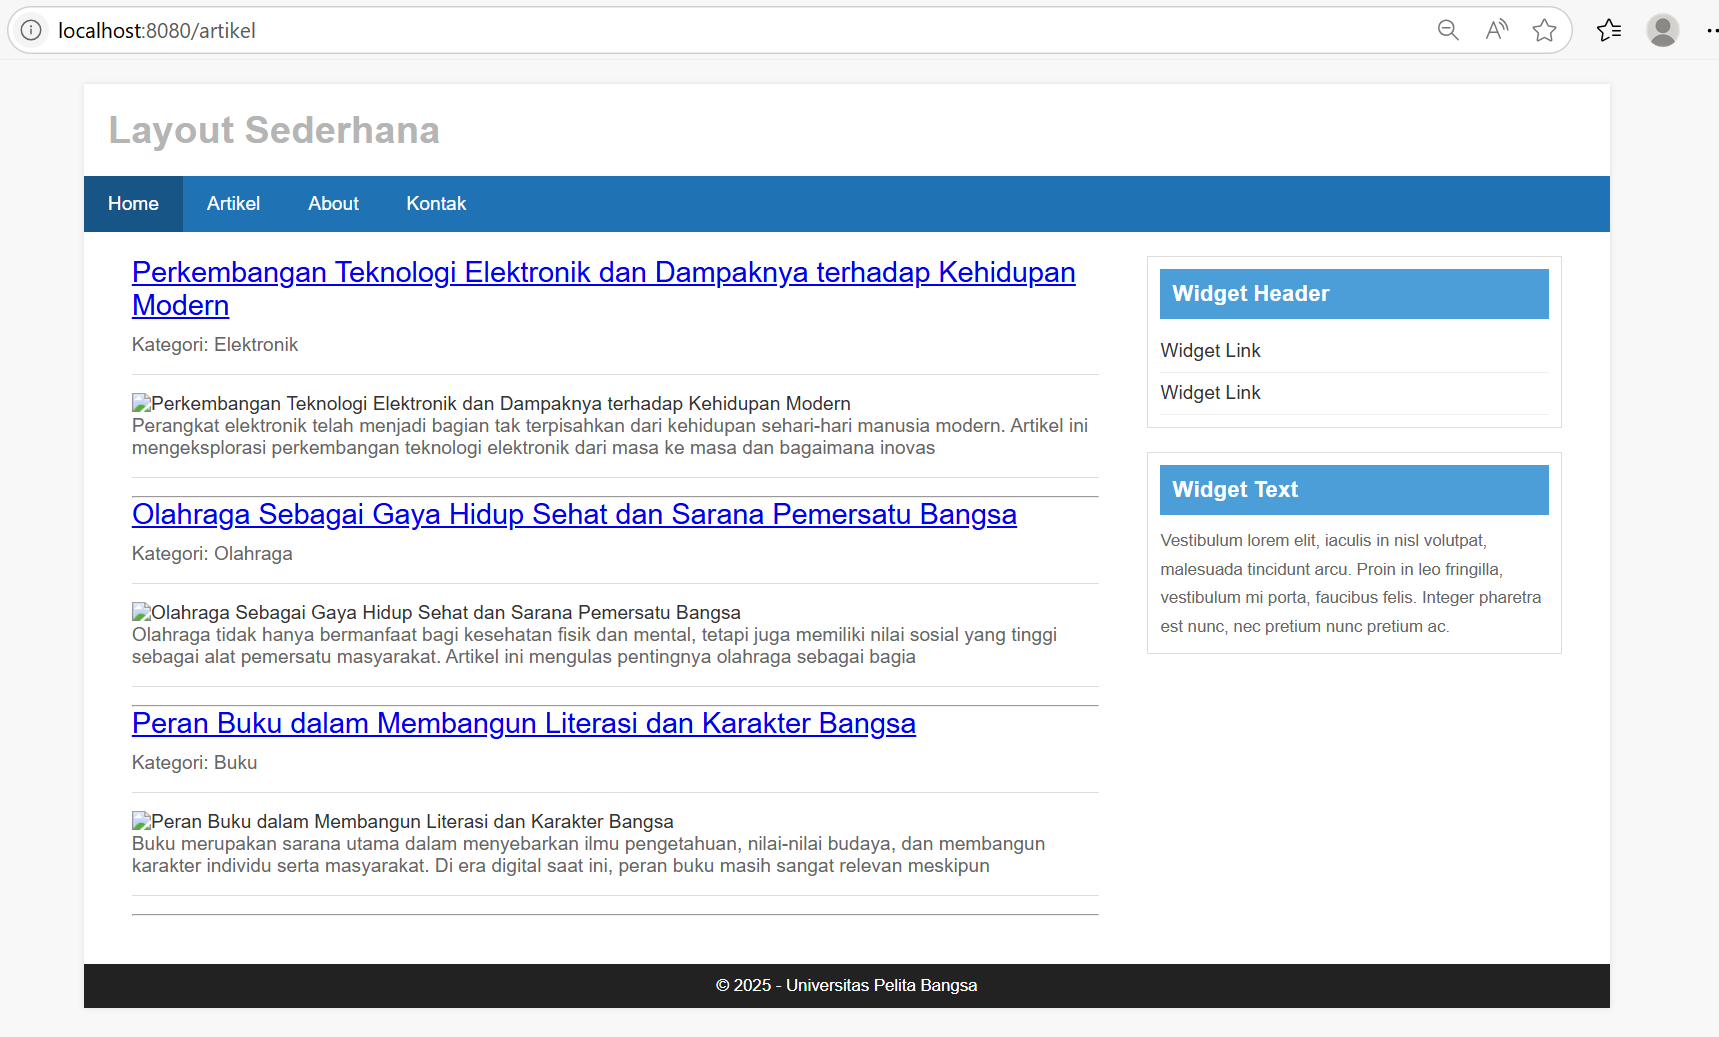 localhost:8080/artikel
Layout Sederhana
Home Artikel About Kontak
Perkembangan Teknologi Elektronik dan Dampaknya terhadap Kehidupan
Modern
Kategori: Elektronik
Perkembangan Teknologi Elektronik dan Dampaknya terhadap Kehidupan Modern
Perangkat elektronik telah menjadi bagian tak terpisahkan dari kehidupan sehari-hari manusia modern. Artikel ini
mengeksplorasi perkembangan teknologi elektronik dari masa ke masa dan bagaimana inovas
Olahraga Sebagai Gaya Hidup Sehat dan Sarana Pemersatu Bangsa
Kategori: Olahraga
Olahraga Sebagai Gaya Hidup Sehat dan Sarana Pemersatu Bangsa
Olahraga tidak hanya bermanfaat bagi kesehatan fisik dan mental, tetapi juga memiliki nilai sosial yang tinggi
sebagai alat pemersatu masyarakat. Artikel ini mengulas pentingnya olahraga sebagai bagia
Peran Buku dalam Membangun Literasi dan Karakter Bangsa
Kategori: Buku
Peran Buku dalam Membangun Literasi dan Karakter Bangsa
Buku merupakan sarana utama dalam menyebarkan ilmu pengetahuan, nilai-nilai budaya, dan membangun
karakter individu serta masyarakat. Di era digital saat ini, peran buku masih sangat relevan meskipun
Widget Header
Widget Link
Widget Link
Widget Text
Vestibulum lorem elit, iaculis in nisl volutpat,
malesuada tincidunt arcu. Proin in leo fringilla,
vestibulum mi porta, faucibus felis. Integer pharetra
est nunc, nec pretium nunc pretium ac.
© 2025 - Universitas Pelita Bangsa